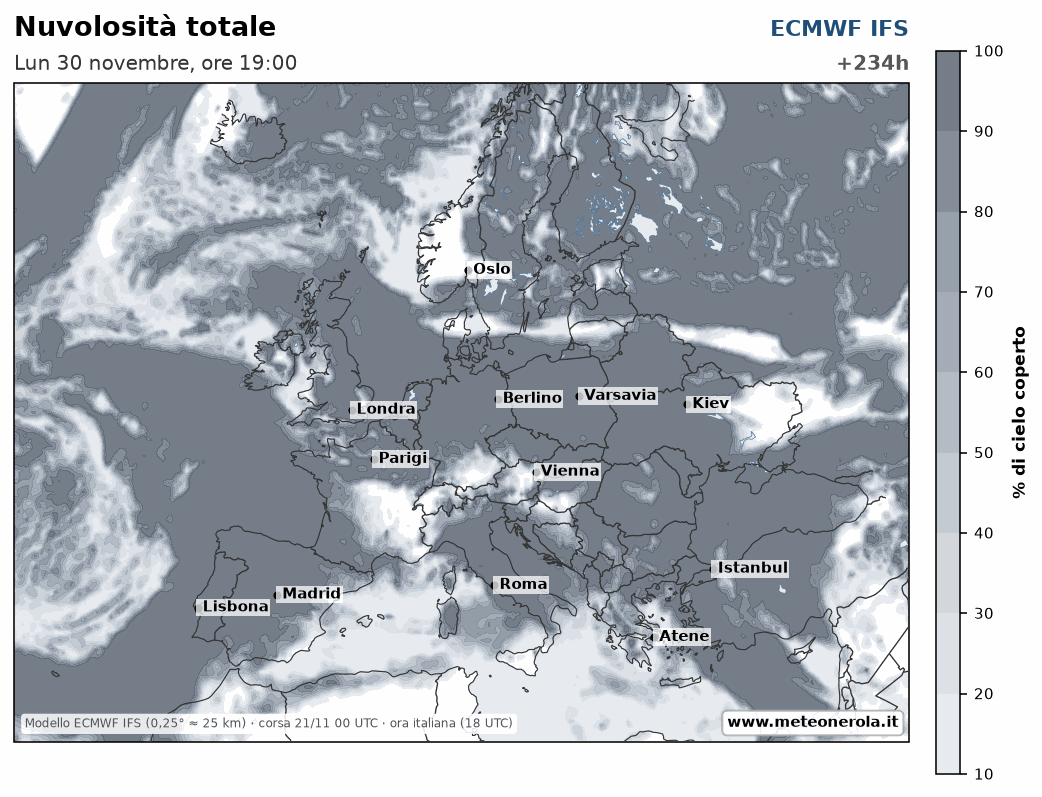 Nuvolosità totale
ECMWF IFS
Lun 30 novembre, ore 19:00
+234h
100
90
80
70
60
50
40
30
20
10
% di cielo coperto
Oslo
Londra
Berlino
Varsavia
Kiev
Parigi
Vienna
Istanbul
Roma
Madrid
Lisbona
Atene
Modello ECMWF IFS (0,25° ≈ 25 km) · corsa 21/11 00 UTC · ora italiana (18 UTC)
www.meteonerola.it